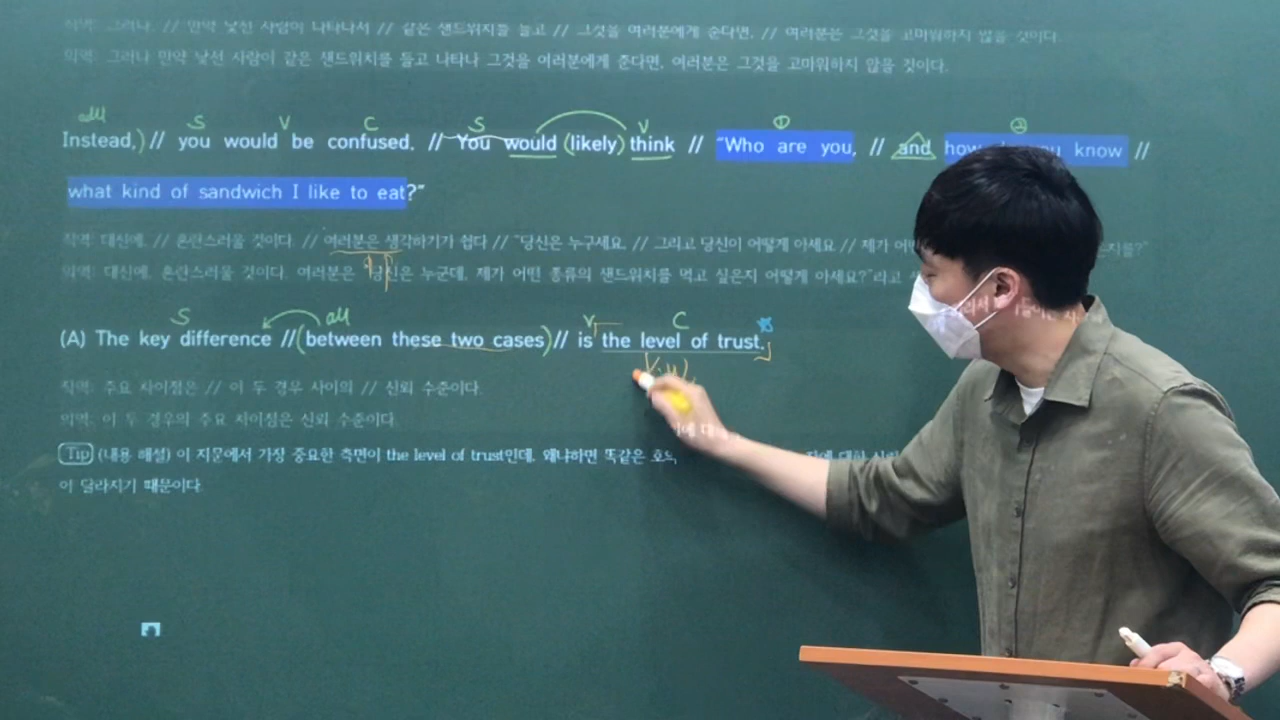 직역: 그러나, // 만약 낯선 사람이 나타나서 // 같은 샌드위치를 들고 // 그것을 여러분에게 준다면, // 여러분은 그것을 고마워하지 않을 것이다.
의역: 그러나 만약 낯선 사람이 같은 샌드위치를 들고 나타나 그것을 여러분에게 준다면, 여러분은 그것을 고마워하지 않을 것이다.
S V C S V ① ②
Instead,) // you would be confused. // You would (likely) think // “Who are you, // and how you know //
what kind of sandwich I like to eat?”
직역: 대신에, // 혼란스러울 것이다. // 여러분은 생각하기가 쉽다 // “당신은 누구세요, // 그리고 당신이 어떻게 아세요 // 제가 어떤
의역: 대신에, 혼란스러울 것이다. 여러분은 “당신은 누군데, 제가 어떤 종류의 샌드위치를 먹고 싶은지 어떻게 아세요?”라고
S V C
(A) The key difference // (between these two cases) // is the level of trust.
직역: 주요 차이점은 // 이 두 경우 사이의 // 신뢰 수준이다.
의역: 이 두 경우의 주요 차이점은 신뢰 수준이다.
Tip (내용 해설) 이 지문에서 가장 중요한 측면이 the level of trust인데, 왜냐하면 똑같은 대한
이 달라지기 때문이다.